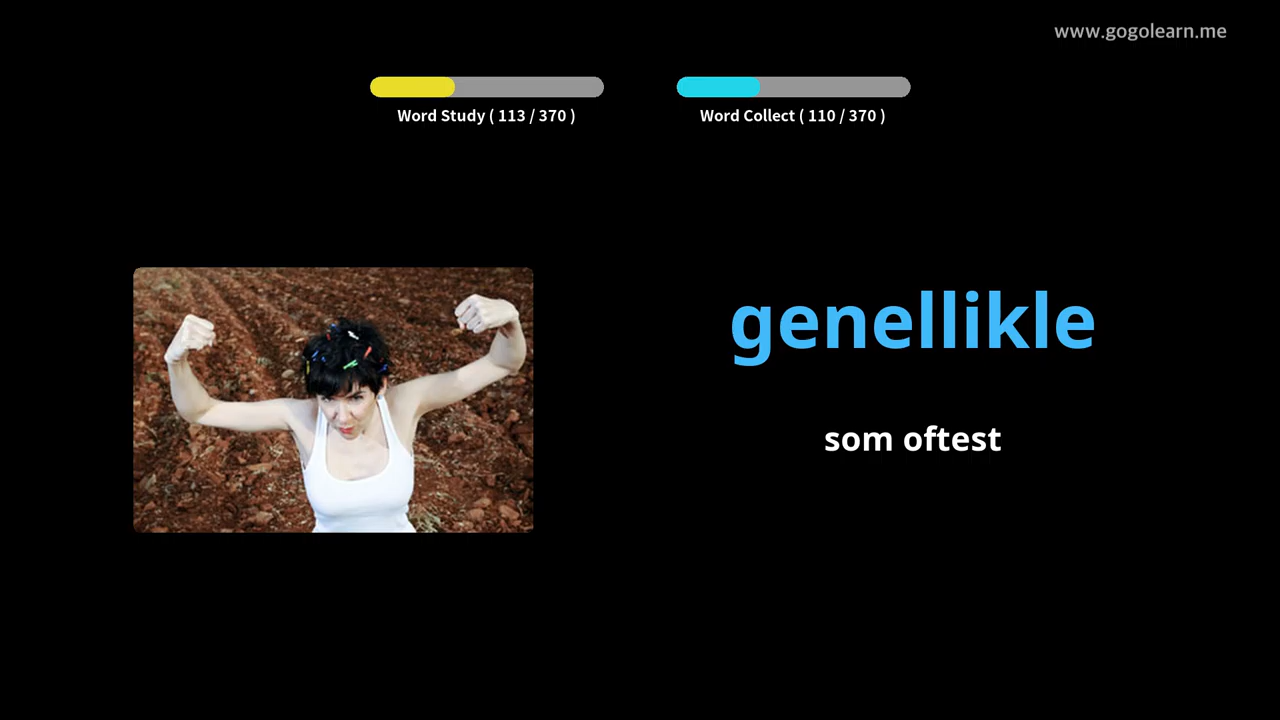 www.gogolearn.me
Word Study ( 113 / 370 )
Word Collect ( 110 / 370 )
genellikle
som oftest